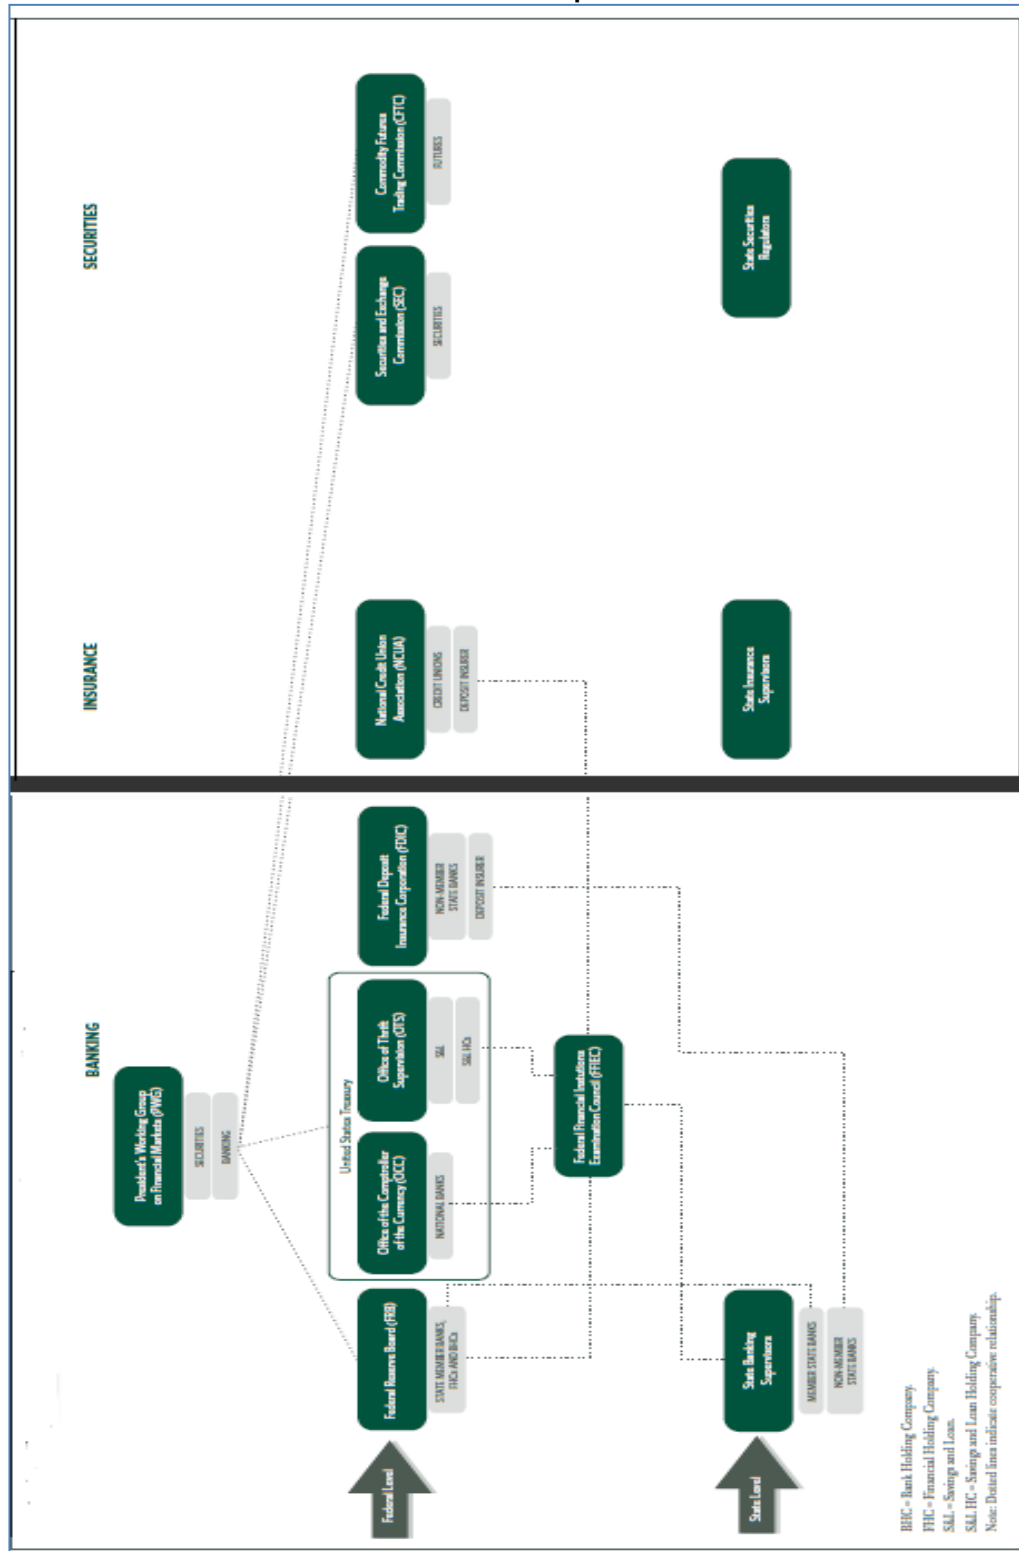 BANKING
INSURANCE
SECURITIES
President's Working Group
on Financial Markets (PWG)
SECURITIES
BANKING
United States Treasury
Federal Level
Federal Reserve Board (FRB)
STATE MEMBER BANKS,
FHCs AND BHCs
Office of the Comptroller
of the Currency (OCC)
NATIONAL BANKS
Office of Thrift
Supervision (OTS)
S&L
S&L HCs
Federal Deposit
Insurance Corporation (FDIC)
NON-MEMBER
STATE BANKS
DEPOSIT INSURER
National Credit Union
Association (NCUA)
CREDIT UNIONS
DEPOSIT INSURER
Securities and Exchange
Commission (SEC)
SECURITIES
Commodity Futures
Trading Commission (CFTC)
FUTURES
Federal Financial Institutions
Examination Council (FFIEC)
State Level
State Banking
Supervisors
MEMBER STATE BANKS
NON-MEMBER
STATE BANKS
State Insurance
Supervisors
State Securities
Regulators
BHC = Bank Holding Company.
FHC = Financial Holding Company.
S&L = Savings and Loan.
S&L HC = Savings and Loan Holding Company.
Note: Dotted lines indicate cooperative relationship.